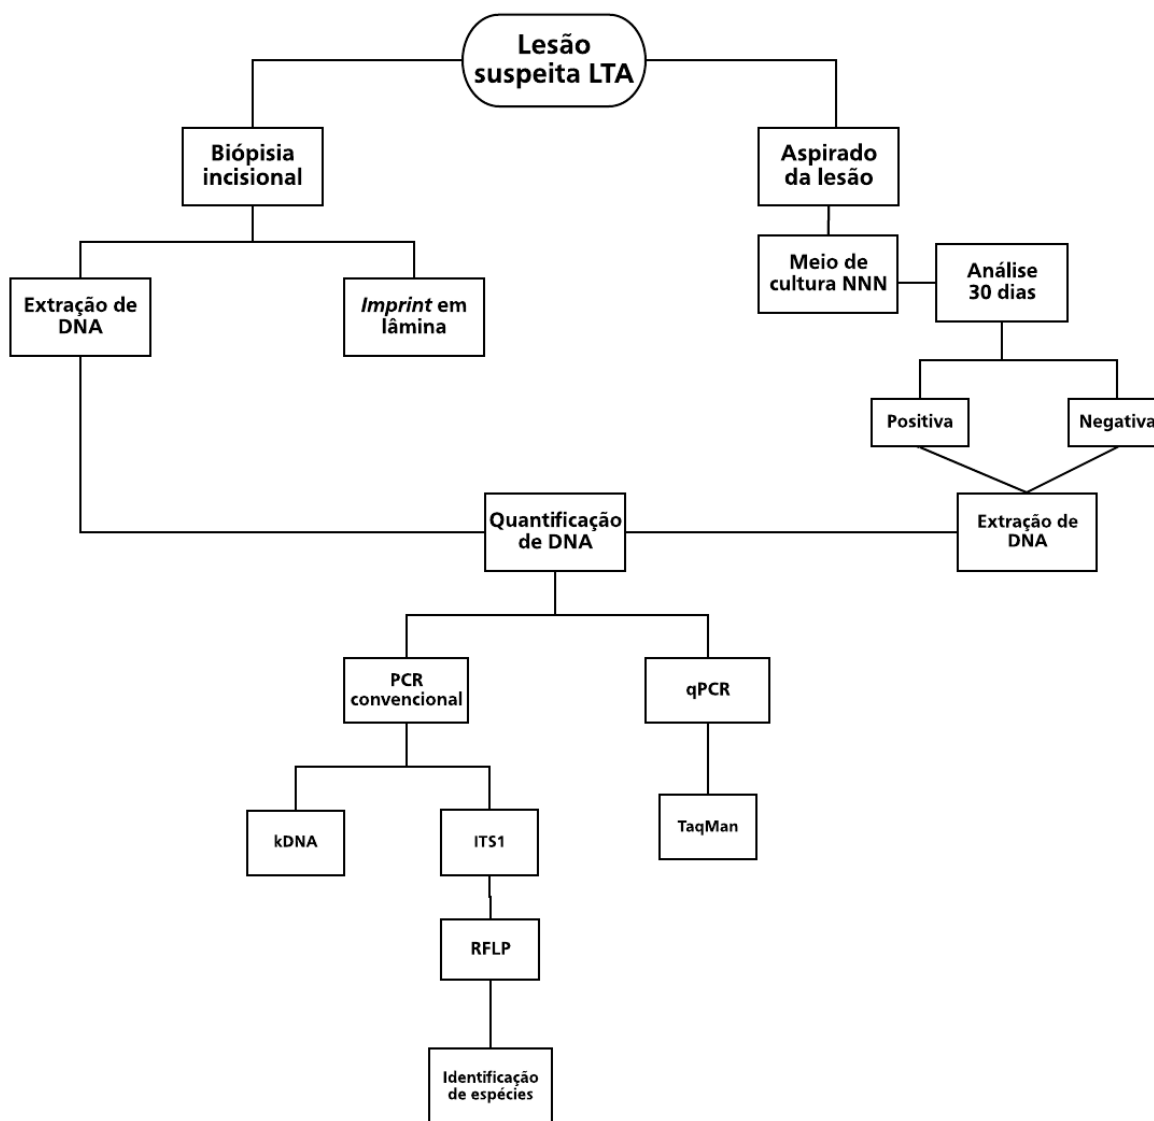 Lesão
suspeita LTA
Biópisia
incisional
Aspirado
da lesão
Meio de
cultura NNN
Análise
30 dias
Extração de
DNA
Imprint em
lâmina
Positiva
Negativa
Quantificação
de DNA
Extração de
DNA
PCR
convencional
qPCR
kDNA
ITS1
TaqMan
RFLP
Identificação
de espécies